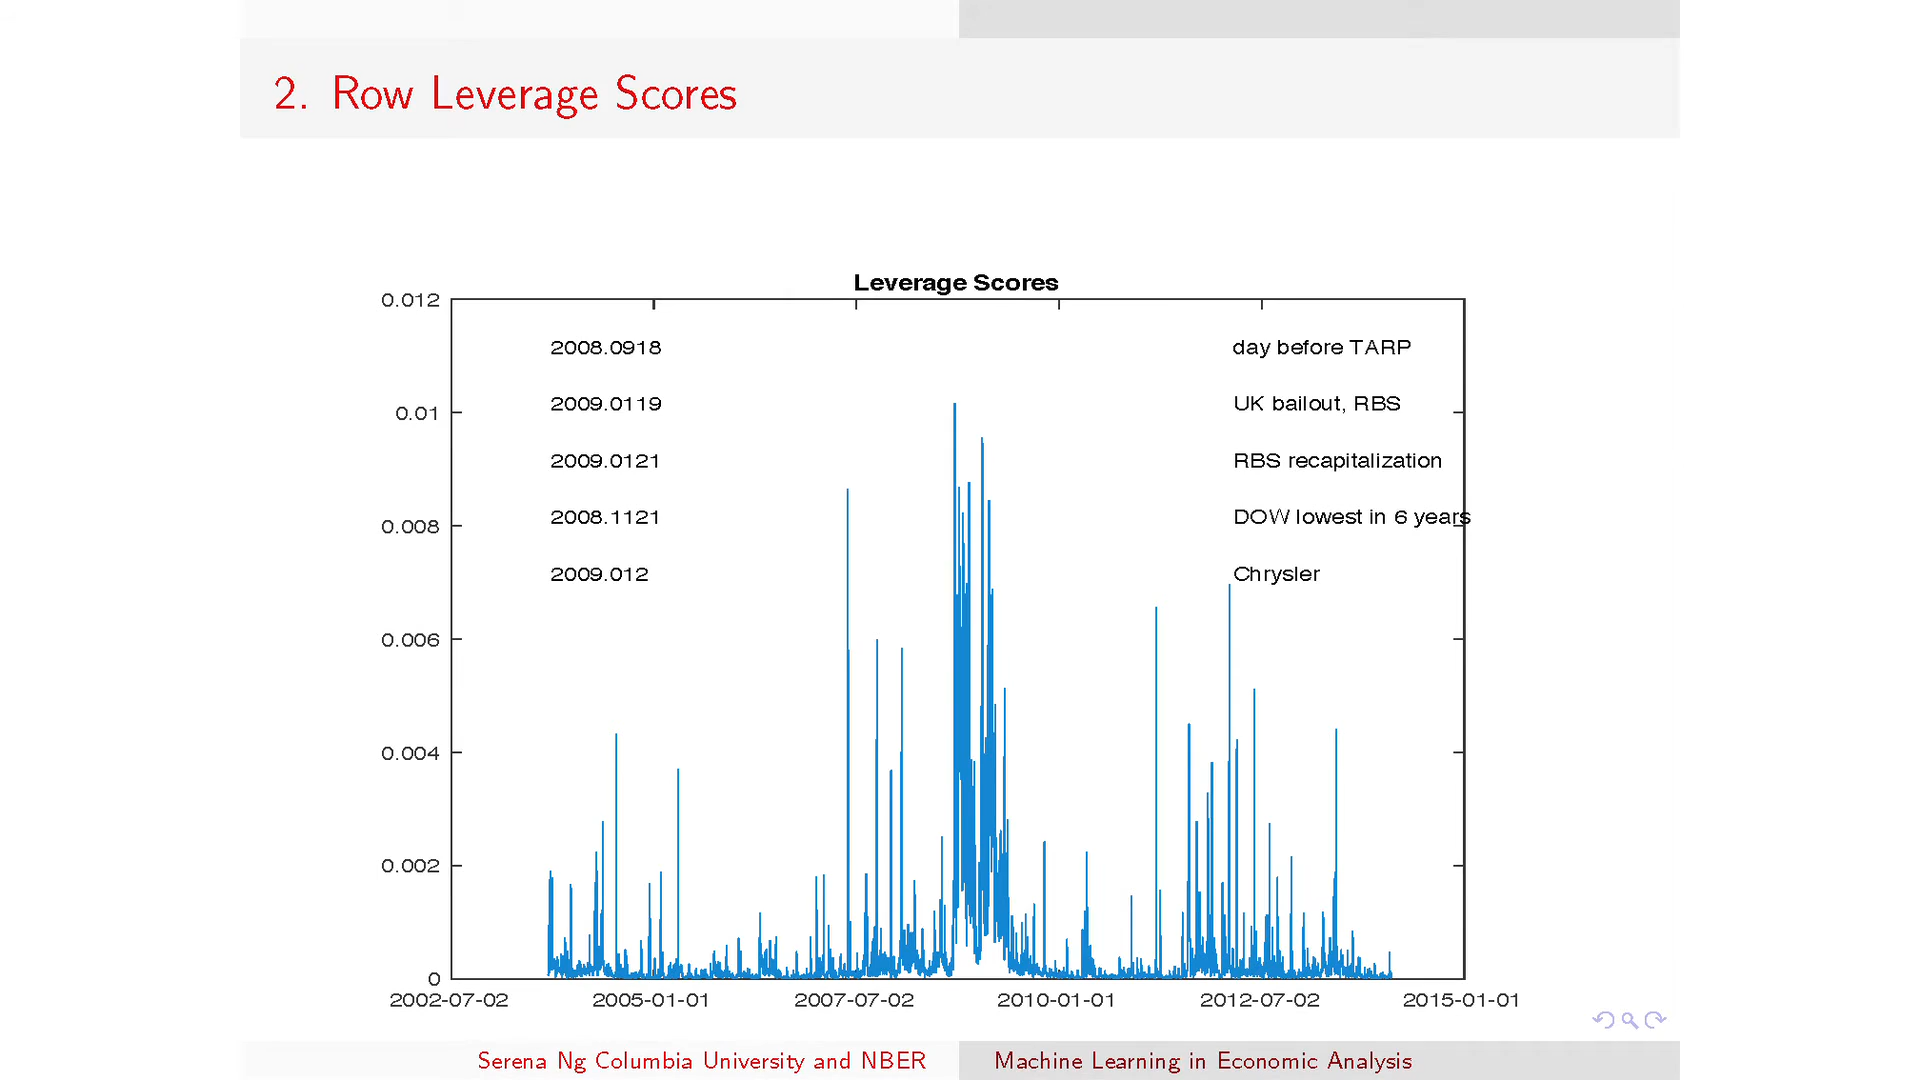 2. Row Leverage Scores
Leverage Scores
0.012
2008.0918 day before TARP
2009.0119 UK bailout, RBS
0.01
2009.0121 RBS recapitalization
2008.1121 DOW lowest in 6 years
0.008
2009.012 Chrysler
0.006
0.004
0.002
0
2002-07-02 2005-01-01 2007-07-02 2010-01-01 2012-07-02 2015-01-01
Serena Ng Columbia University and NBER Machine Learning in Economic Analysis